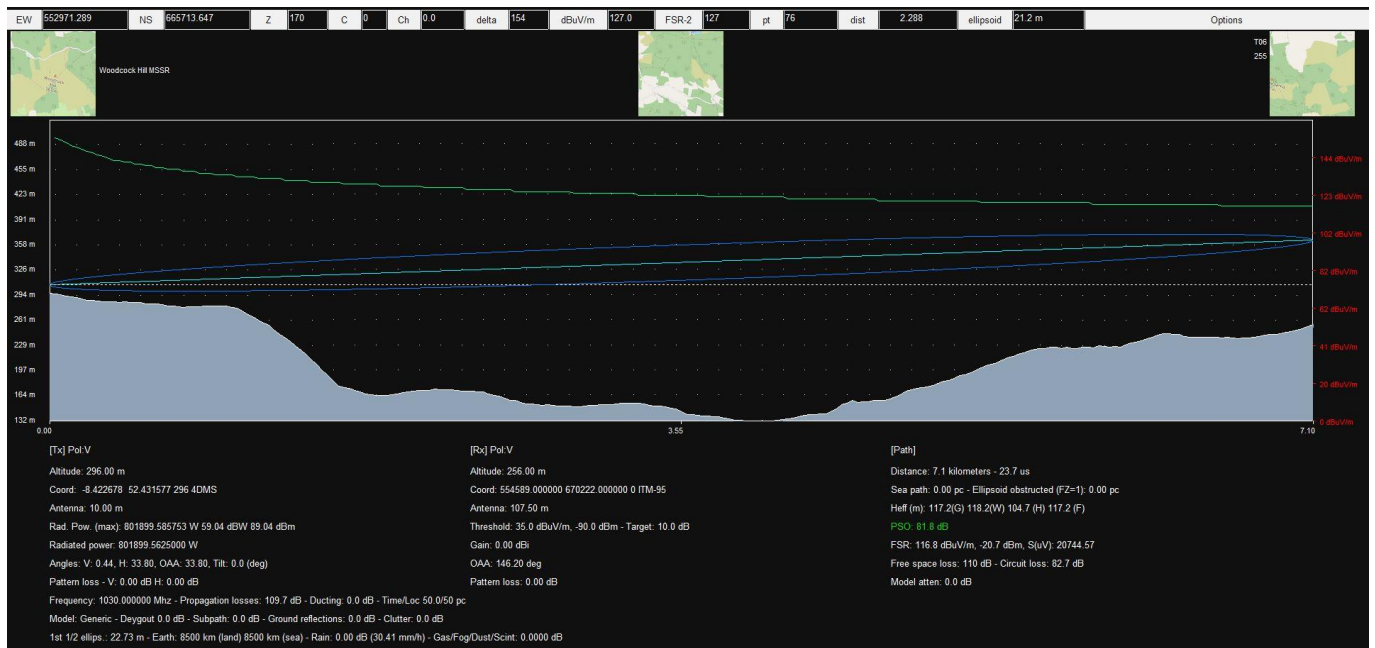 EW 552971.289 NS 665713.647 Z 170 C 0 Ch 0.0 delta 154 dBuV/m 127.0 FSR-2 127 pt 76 dist 2.288 ellipsoid 21.2 m Options
Woodcock Hill MSSR
T06
255
488 m
455 m
423 m
391 m
358 m
326 m
294 m
261 m
229 m
197 m
164 m
132 m
144 dBuV/m
123 dBuV/m
102 dBuV/m
82 dBuV/m
62 dBuV/m
41 dBuV/m
20 dBuV/m
0 dBuV/m
0.00 3.55 7.10
[Tx] Pol:V
Altitude: 296.00 m
Coord: -8.422678 52.431577 296 4DMS
Antenna: 10.00 m
Rad. Pow. (max): 801899.585753 W 59.04 dBW 89.04 dBm
Radiated power: 801899.5625000 W
Angles: V: 0.44, H: 33.80, OAA: 33.80, Tilt: 0.0 (deg)
Pattern loss - V: 0.00 dB H: 0.00 dB
Frequency: 1030.000000 Mhz - Propagation losses: 109.7 dB - Ducting: 0.0 dB - Time/Loc 50.0/50 pc
Model: Generic - Deygout 0.0 dB - Subpath: 0.0 dB - Ground reflections: 0.0 dB - Clutter: 0.0 dB
1st 1/2 ellips.: 22.73 m - Earth: 8500 km (land) 8500 km (sea) - Rain: 0.00 dB (30.41 mm/h) - Gas/Fog/Dust/Scint: 0.0000 dB
[Rx] Pol:V
Altitude: 256.00 m
Coord: 554589.000000 670222.000000 0 ITM-95
Antenna: 107.50 m
Threshold: 35.0 dBuV/m, -90.0 dBm - Target: 10.0 dB
Gain: 0.00 dBi
OAA: 146.20 deg
Pattern loss: 0.00 dB
[Path]
Distance: 7.1 kilometers - 23.7 us
Sea path: 0.00 pc - Ellipsoid obstructed (FZ=1): 0.00 pc
Heff (m): 117.2(G) 118.2(W) 104.7 (H) 117.2 (F)
PSO: 81.8 dB
FSR: 116.8 dBuV/m, -20.7 dBm, S(uV): 20744.57
Free space loss: 110 dB - Circuit loss: 82.7 dB
Model atten: 0.0 dB